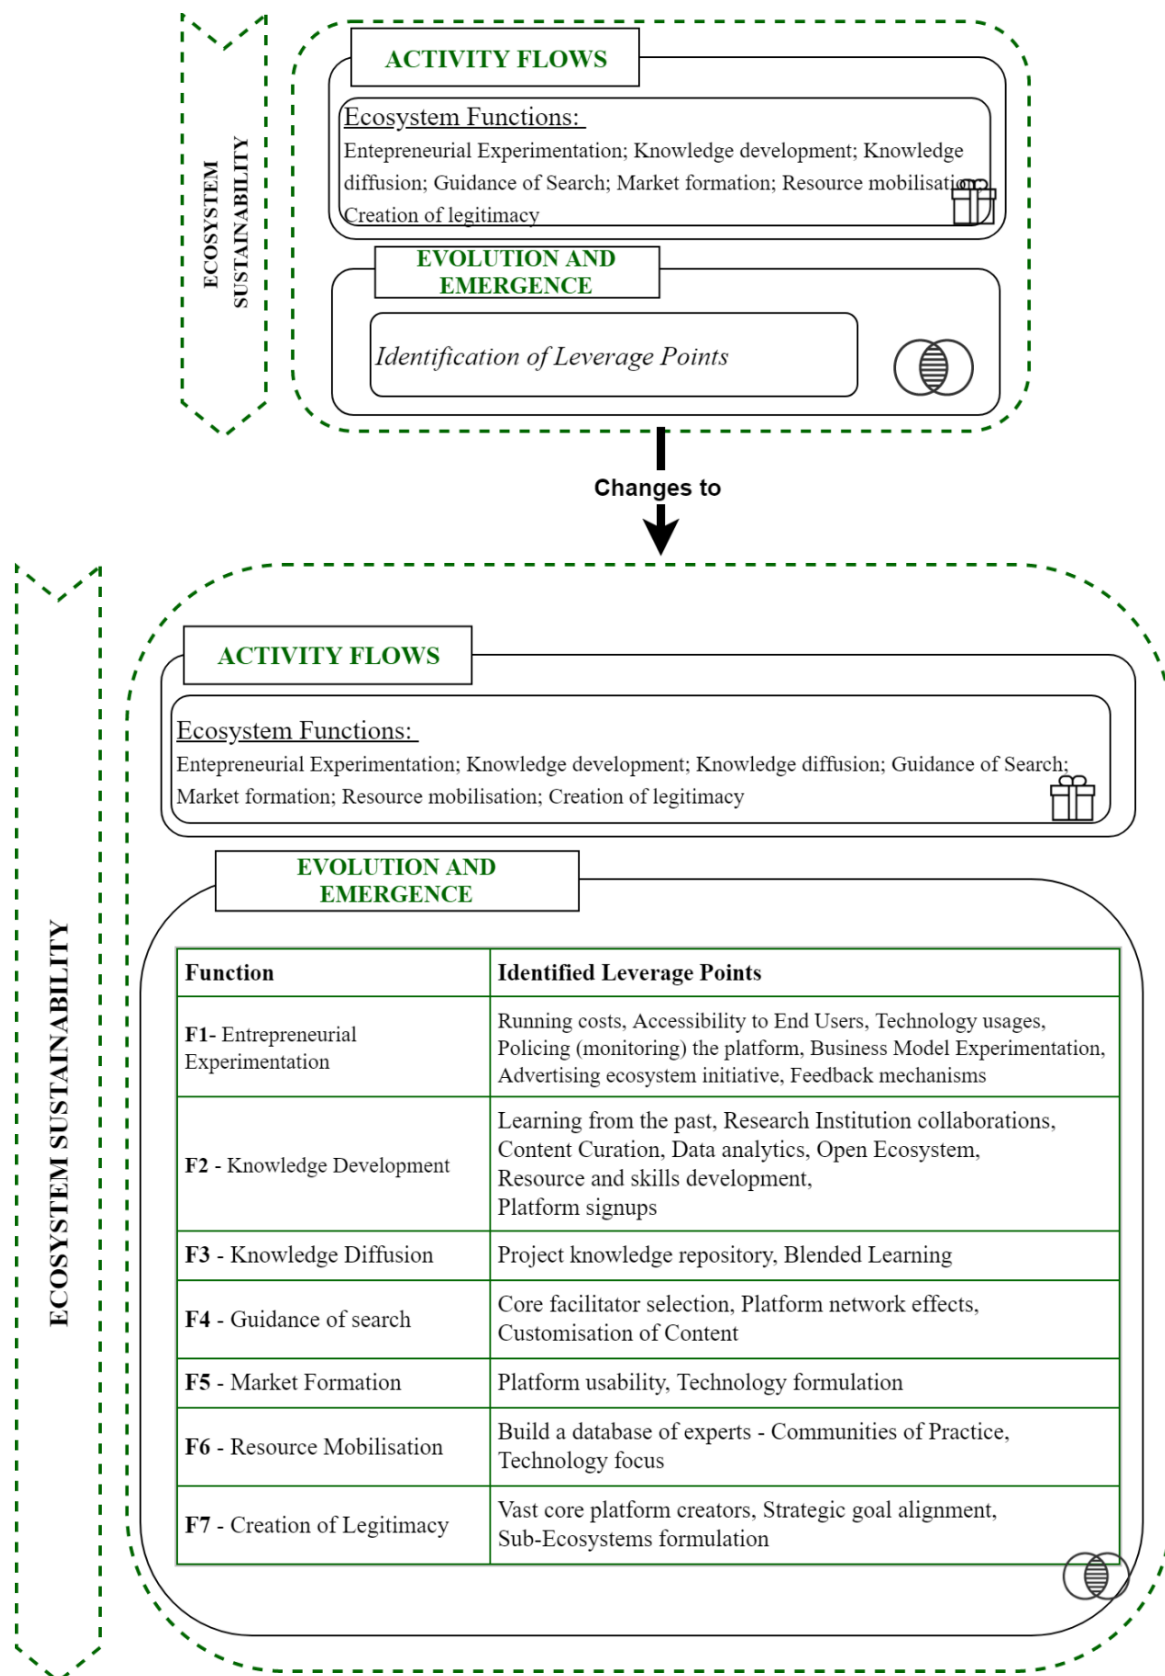 ECOSYSTEM
SUSTAINABILITY
ACTIVITY FLOWS
Ecosystem Functions:
Entepreneurial Experimentation; Knowledge development; Knowledge
diffusion; Guidance of Search; Market formation; Resource mobilisation;
Creation of legitimacy
EVOLUTION AND
EMERGENCE
Identification of Leverage Points
Changes to
ECOSYSTEM SUSTAINABILITY
ACTIVITY FLOWS
Ecosystem Functions:
Entepreneurial Experimentation; Knowledge development; Knowledge diffusion; Guidance of Search;
Market formation; Resource mobilisation; Creation of legitimacy
EVOLUTION AND
EMERGENCE
Function
Identified Leverage Points
F1- Entrepreneurial
Experimentation
Running costs, Accessibility to End Users, Technology usages,
Policing (monitoring) the platform, Business Model Experimentation,
Advertising ecosystem initiative, Feedback mechanisms
F2 - Knowledge Development
Learning from the past, Research Institution collaborations,
Content Curation, Data analytics, Open Ecosystem,
Resource and skills development,
Platform signups
F3 - Knowledge Diffusion
Project knowledge repository, Blended Learning
F4 - Guidance of search
Core facilitator selection, Platform network effects,
Customisation of Content
F5 - Market Formation
Platform usability, Technology formulation
F6 - Resource Mobilisation
Build a database of experts - Communities of Practice,
Technology focus
F7 - Creation of Legitimacy
Vast core platform creators, Strategic goal alignment,
Sub-Ecosystems formulation